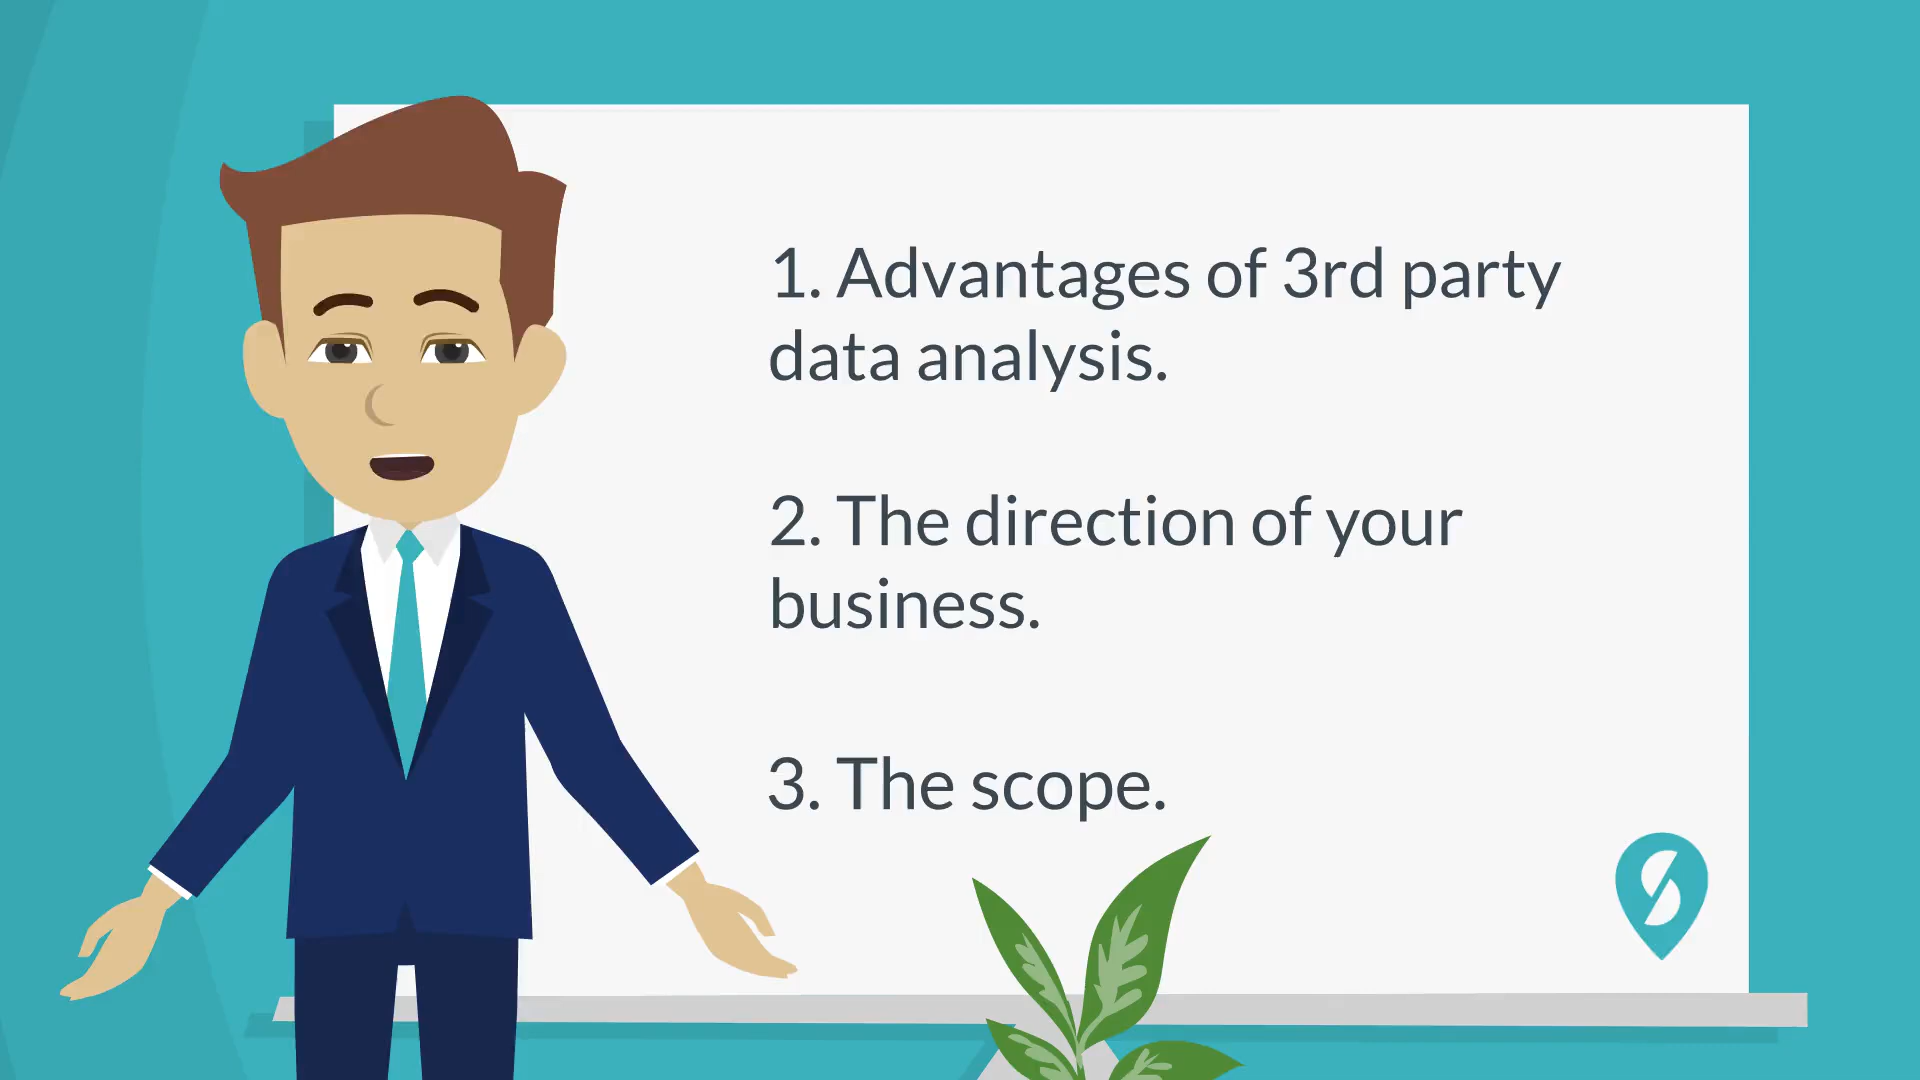 1. Advantages of 3rd party
data analysis.
2. The direction of your
business.
3. The scope.